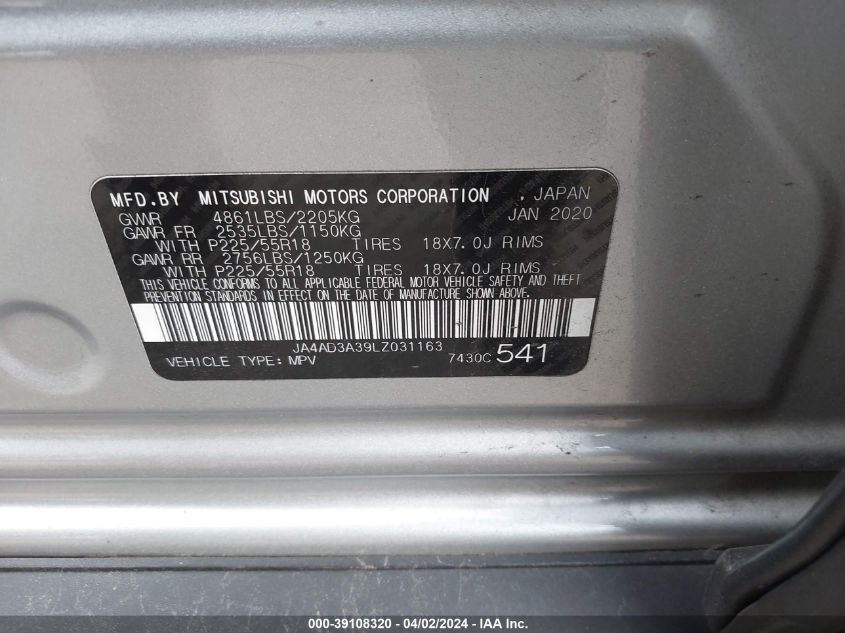 MFD.BY MITSUBISHI MOTORS CORPORATION , JAPAN
GVWR 4861LBS/2205KG JAN 2020
GAWR FR 2535LBS/1150KG
WITH P225/55R18 TIRES 18X7.0J RIMS
GAWR RR 2756LBS/1250KG
WITH P225/55R18 TIRES 18X7.0J RIMS
THIS VEHICLE CONFORMS TO ALL APPLICABLE FEDERAL MOTOR VEHICLE SAFETY AND THEFT
PREVENTION STANDARDS IN EFFECT ON THE DATE OF MANUFACTURE SHOWN ABOVE.
JA4AD3A39LZ031163
VEHICLE TYPE: MPV 7430C 541
000-39108320 - 04/02/2024 - IAA Inc.